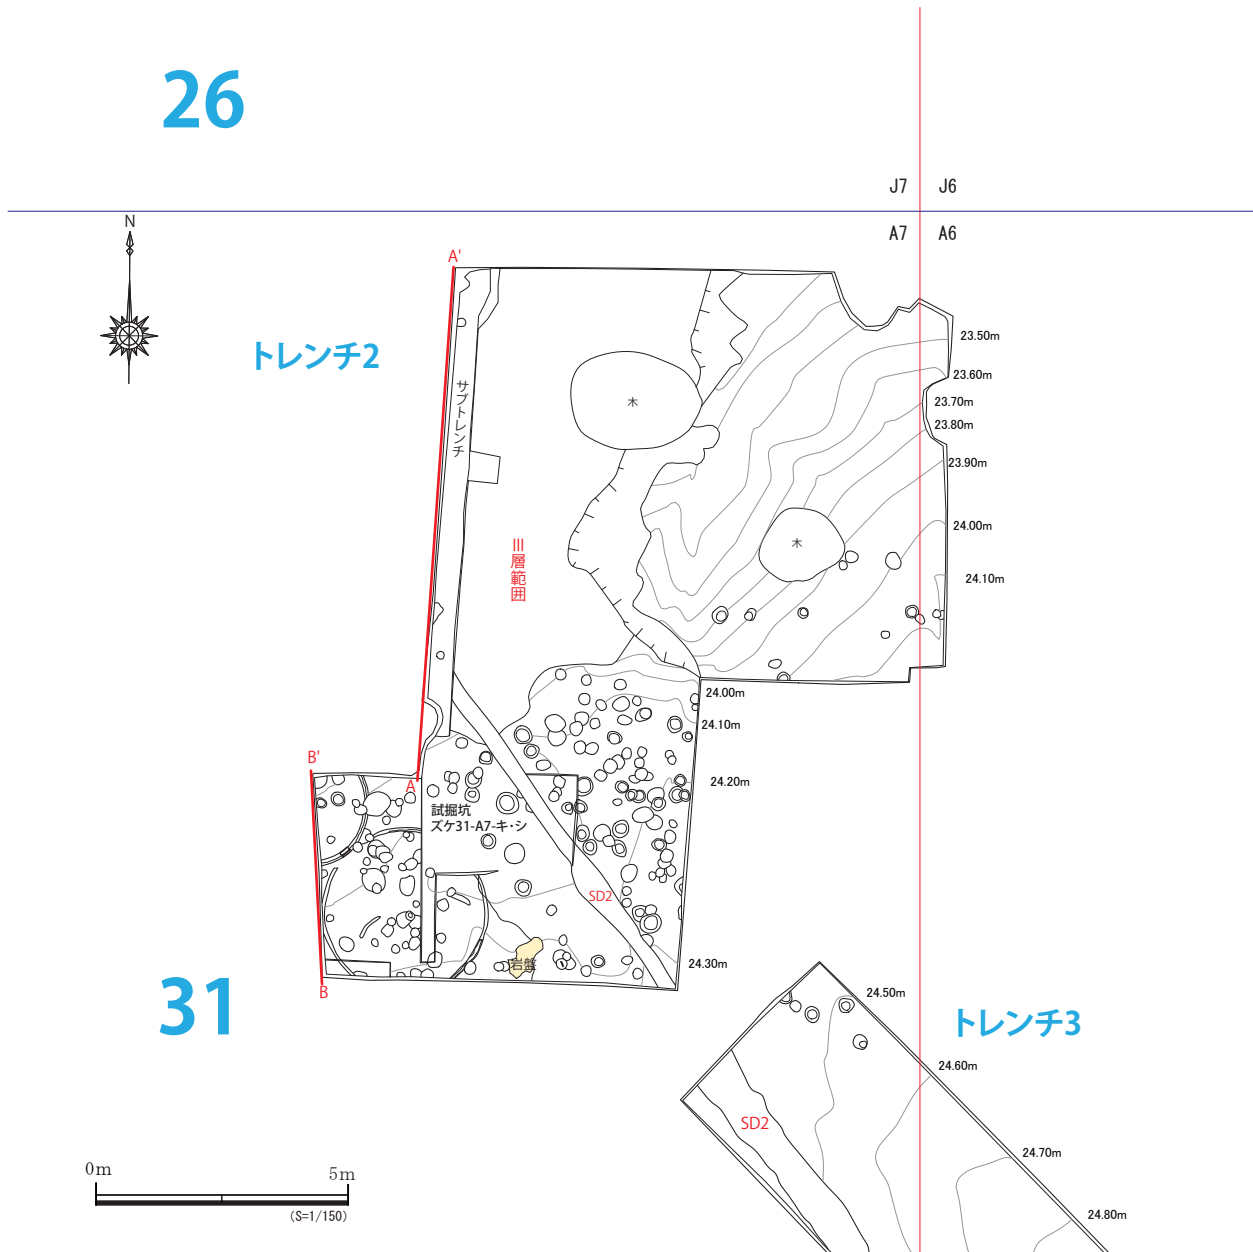 26
J7 J6
A7 A6
N
A'
トレンチ2
サブトレンチ
木
23.50m
23.60m
23.70m
23.80m
23.90m
24.00m
24.10m
木
III層範囲
24.00m
24.10m
24.20m
24.30m
B'
A
試掘坑
ズケ31-A7-キ・シ
SD2
岩盤
B
31
24.50m
トレンチ3
24.60m
SD2
24.70m
24.80m
0m 5m
(S=1/150)